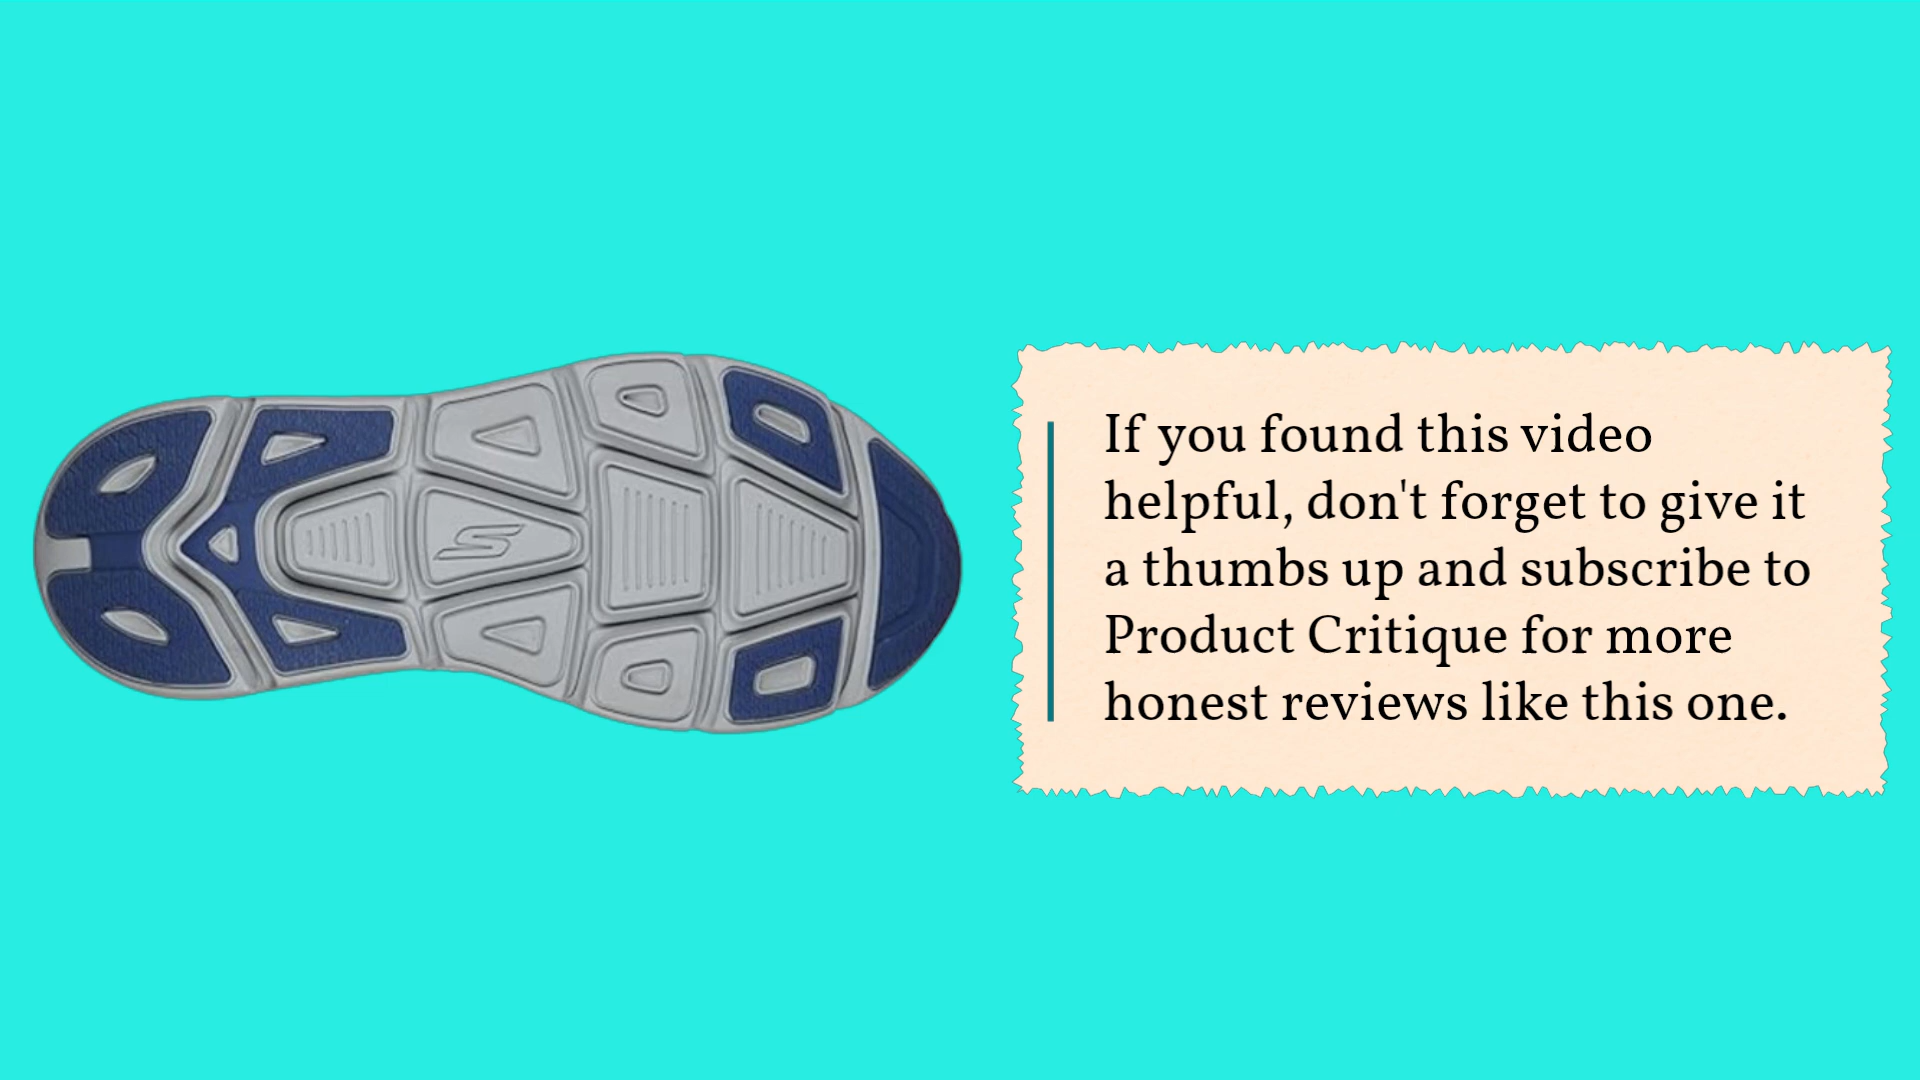 If you found this video
helpful, don't forget to give it
a thumbs up and subscribe to
Product Critique for more
honest reviews like this one.